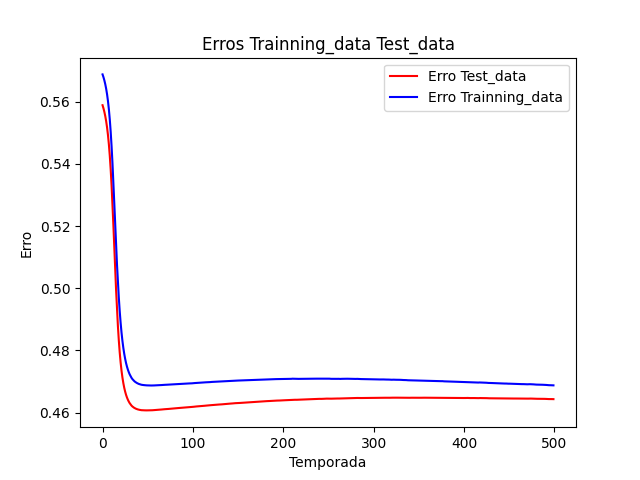 Erros Trainning_data Test_data
Erro Test_data
Erro Trainning_data
0.56
0.54
0.52
0.50
0.48
0.46
Erro
0
100
200
300
400
500
Temporada